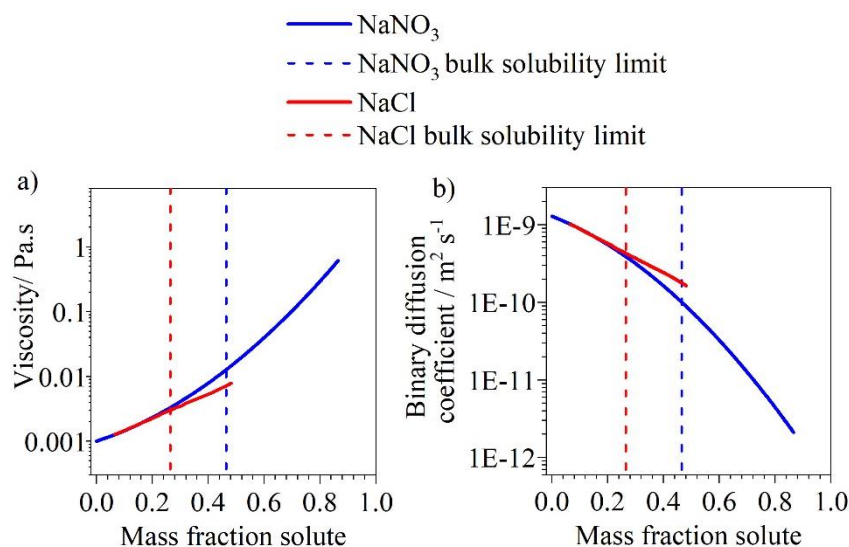 NaNO₃
NaNO₃ bulk solubility limit
NaCl
NaCl bulk solubility limit
a)
Viscosity/ Pa.s
1
0.1
0.01
0.001
0.0 0.2 0.4 0.6 0.8 1.0
Mass fraction solute
b)
Binary diffusion
coefficient / m² s⁻¹
1E-9
1E-10
1E-11
1E-12
0.0 0.2 0.4 0.6 0.8 1.0
Mass fraction solute